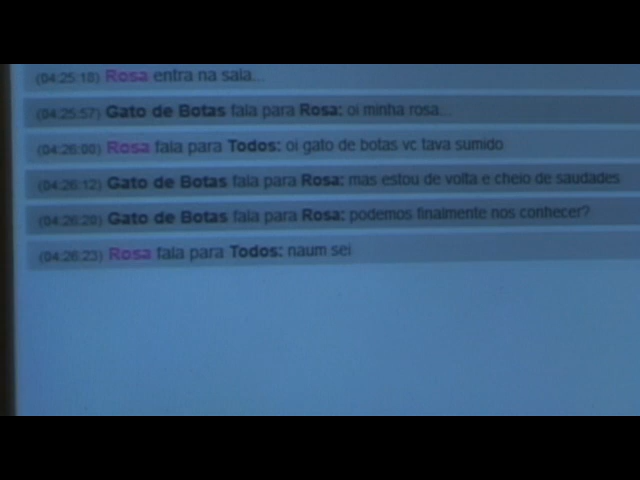 (04:25:18) Rosa entra na sala...
(04:25:57) Gato de Botas fala para Rosa: oi minha rosa...
(04:26:00) Rosa fala para Todos: oi gato de botas vc tava sumido
(04:26:12) Gato de Botas fala para Rosa: mas estou de volta e cheio de saudades
(04:26:20) Gato de Botas fala para Rosa: podemos finalmente nos conhecer?
(04:26:23) Rosa fala para Todos: naum sei